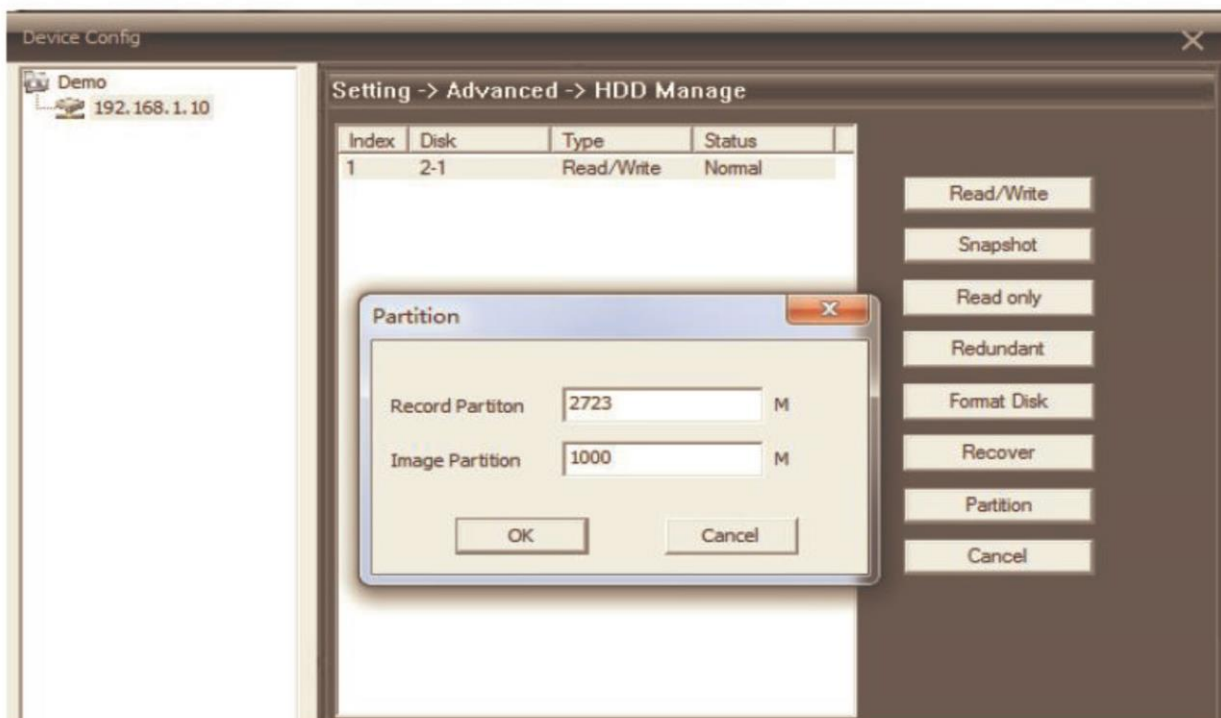 Device Config
Demo
192.168.1.10
Setting -> Advanced -> HDD Manage
Index Disk Type Status
1 2-1 Read/Write Normal
Read/Write
Snapshot
Read only
Redundant
Format Disk
Recover
Partition
Cancel
Partition
Record Partiton 2723 M
Image Partition 1000 M
OK Cancel